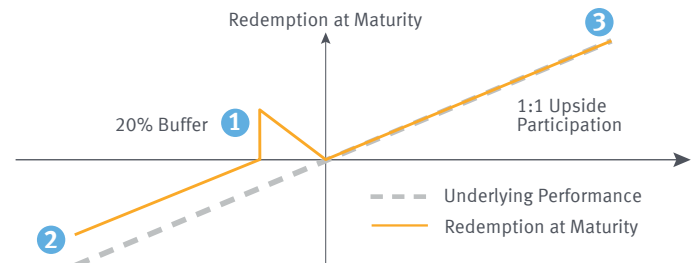 Redemption at Maturity
3
20% Buffer
1
1:1 Upside
Participation
2
Underlying Performance
Redemption at Maturity